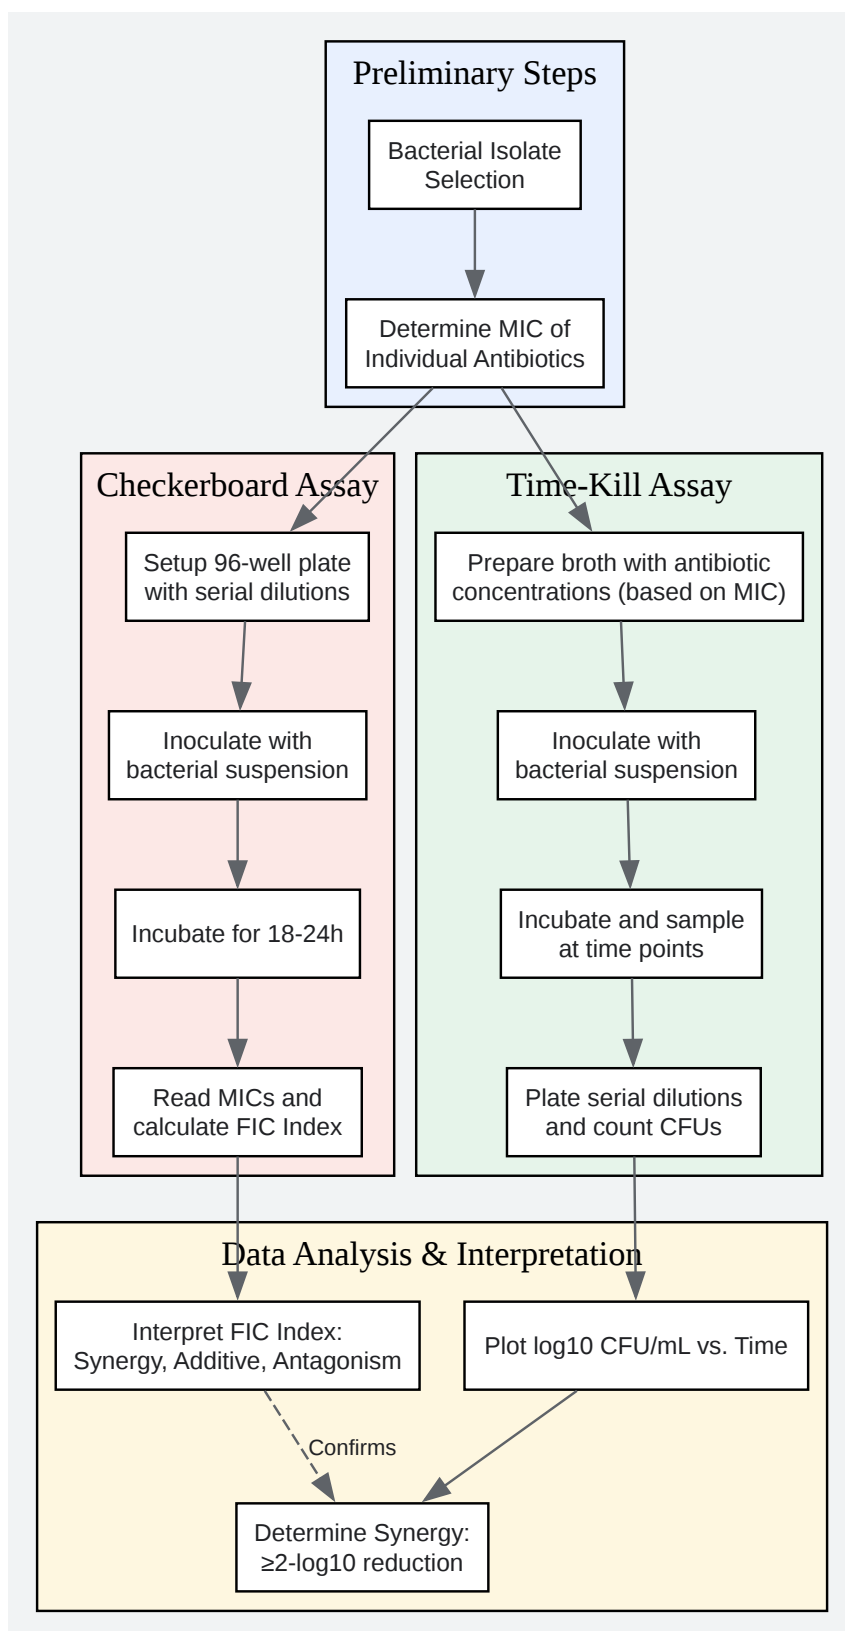 Preliminary Steps
Bacterial Isolate
Selection
Determine MIC of
Individual Antibiotics
Checkerboard Assay
Setup 96-well plate
with serial dilutions
Inoculate with
bacterial suspension
Incubate for 18-24h
Read MICs and
calculate FIC Index
Time-Kill Assay
Prepare broth with antibiotic
concentrations (based on MIC)
Inoculate with
bacterial suspension
Incubate and sample
at time points
Plate serial dilutions
and count CFUs
Data Analysis & Interpretation
Interpret FIC Index:
Synergy, Additive, Antagonism
Plot log10 CFU/mL vs. Time
Confirms
Determine Synergy:
≥2-log10 reduction